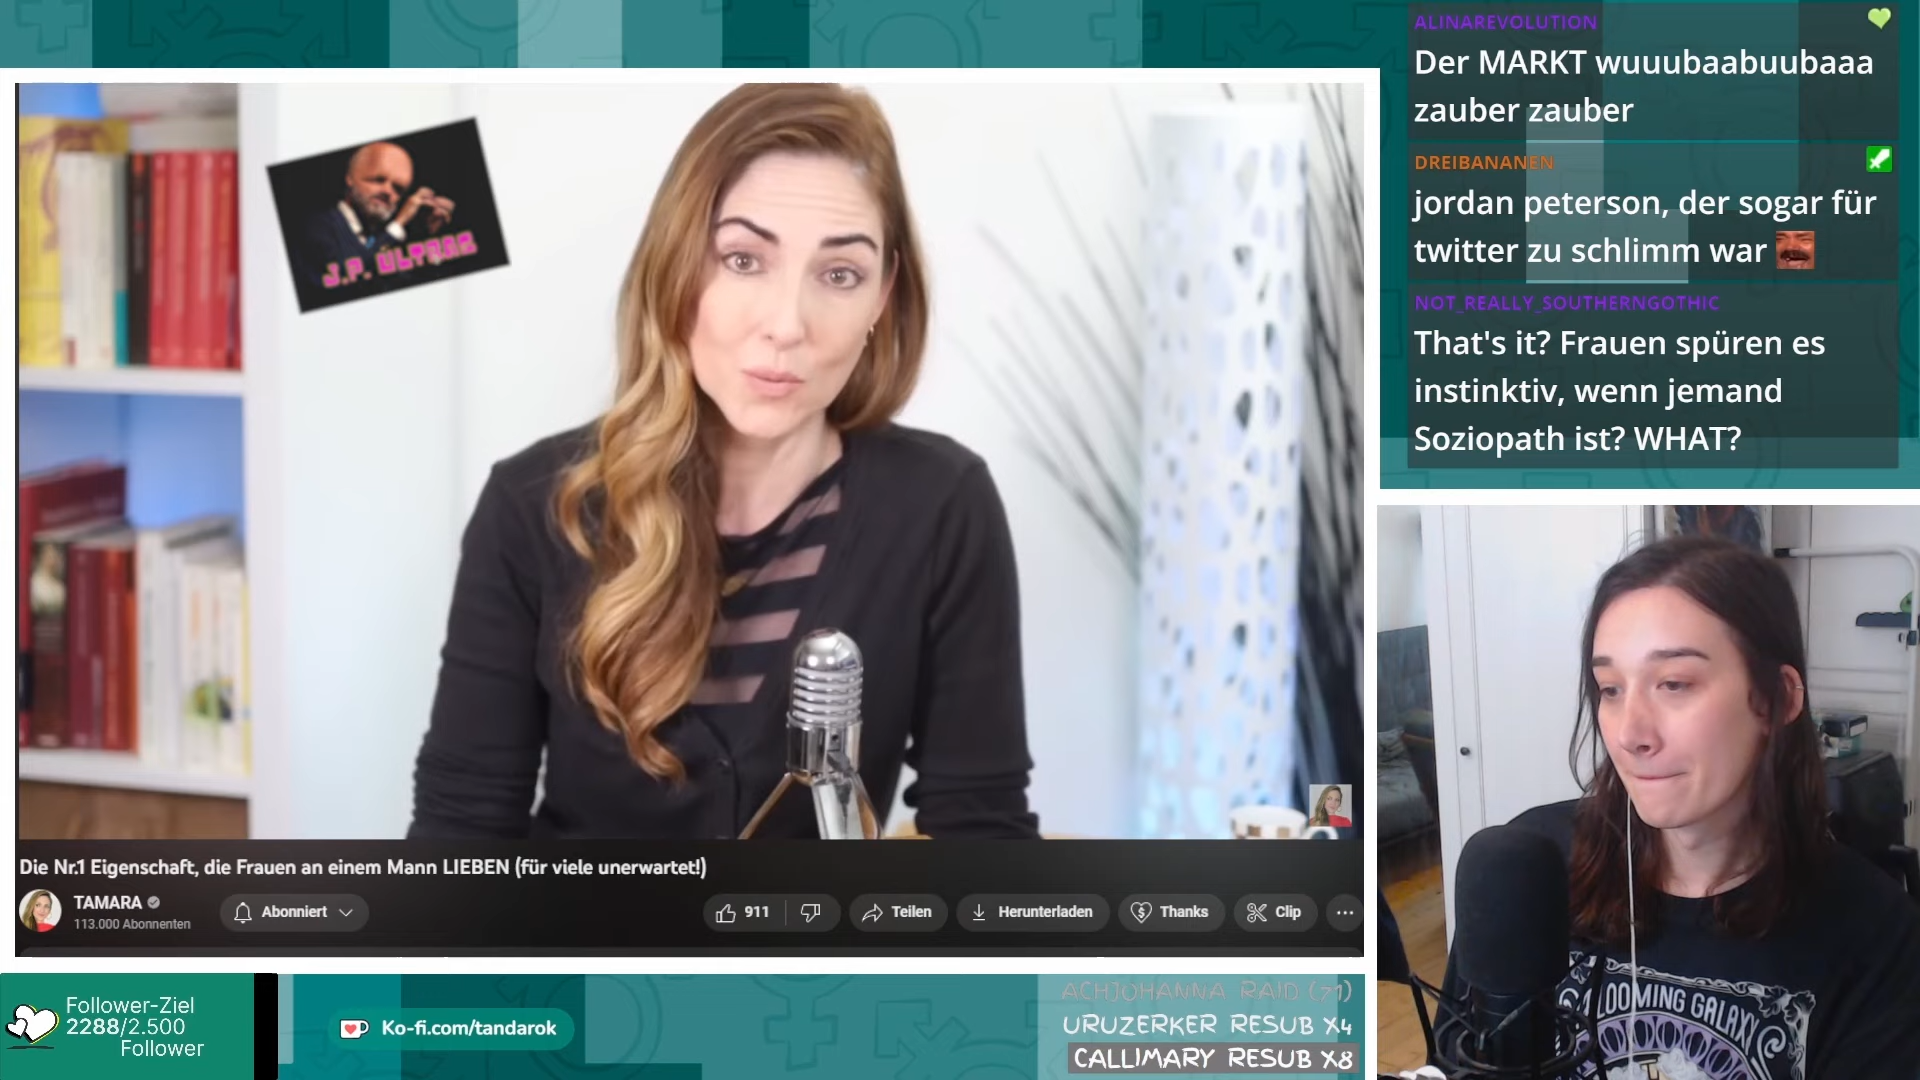 ALINAREVOLUTION
Der MARKT wuuubaabuubaaa
zauber zauber
DREIBANANEN
jordan peterson, der sogar für
twitter zu schlimm war
NOT_REALLY_SOUTHERNGOTHIC
That's it? Frauen spüren es
instinktiv, wenn jemand
Soziopath ist? WHAT?
J.P. ULTRAS
Die Nr.1 Eigenschaft, die Frauen an einem Mann LIEBEN (für viele unerwartet!)
TAMARA
113.000 Abonnenten
Abonniert
911
Teilen
Herunterladen
Thanks
Clip
Follower-Ziel
2288/2.500
Follower
Ko-fi.com/tandarok
ACHJOHANNA RAID (71)
URUZERKER RESUB X4
CALLIMARY RESUB X8
LOOMING GALAXY